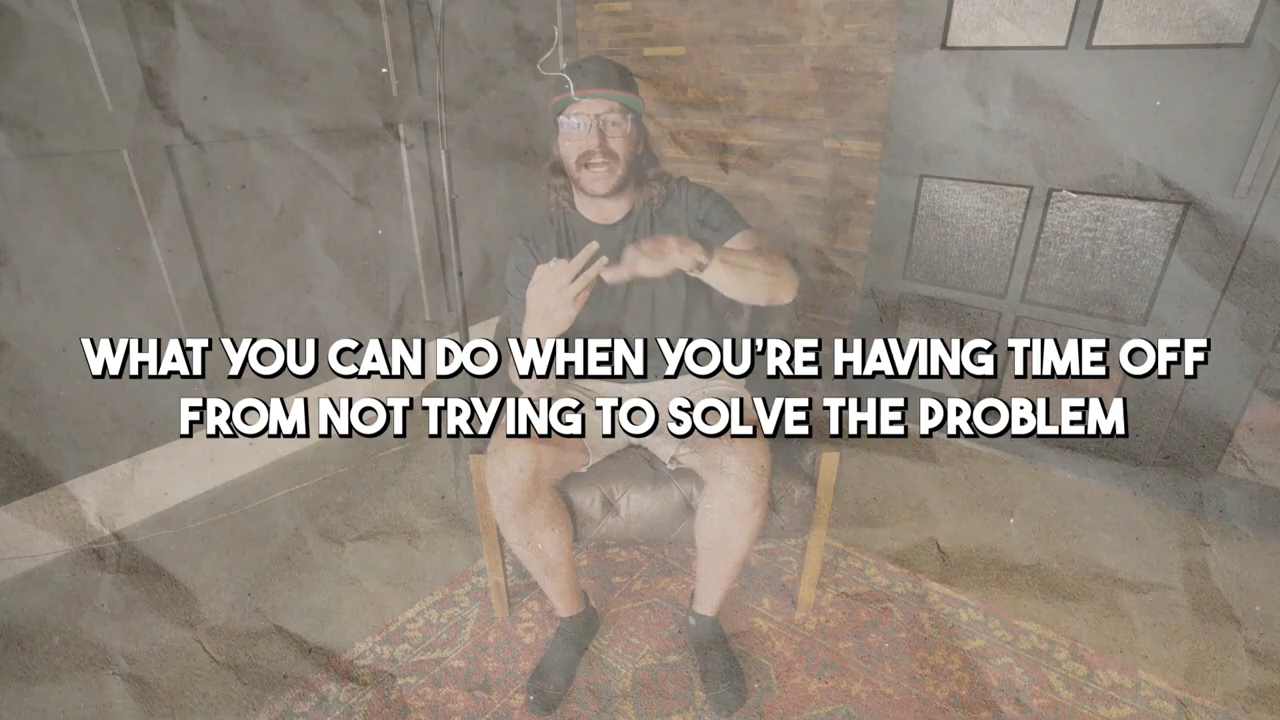 WHAT YOU CAN DO WHEN YOU'RE HAVING TIME OFF
FROM NOT TRYING TO SOLVE THE PROBLEM